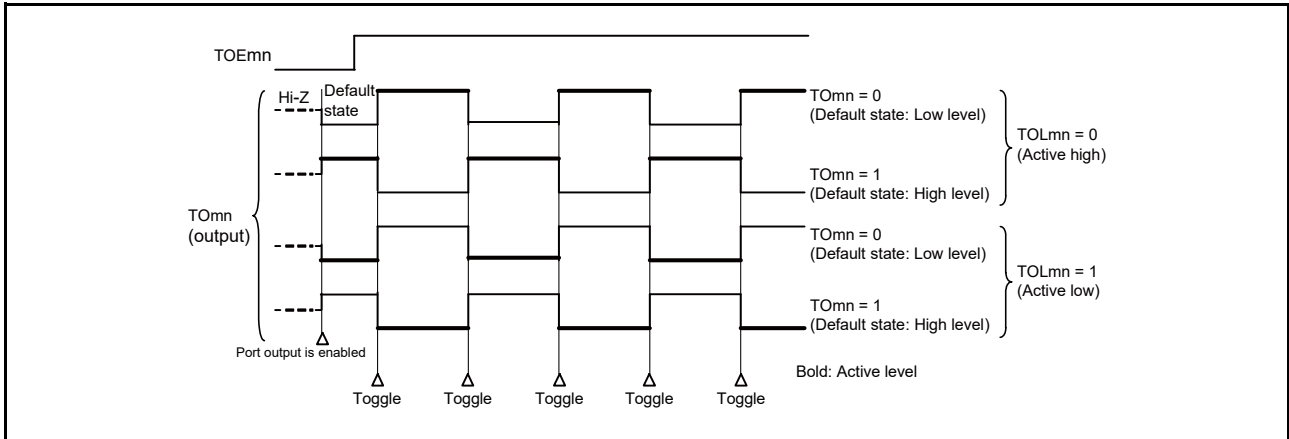 TOEmn
Hi-Z
Default
state
TOmn = 0
(Default state: Low level)
TOLmn = 0
(Active high)
TOmn = 1
(Default state: High level)
TOmn
(output)
TOmn = 0
(Default state: Low level)
TOLmn = 1
(Active low)
TOmn = 1
(Default state: High level)
Port output is enabled
Bold: Active level
Toggle Toggle Toggle Toggle Toggle